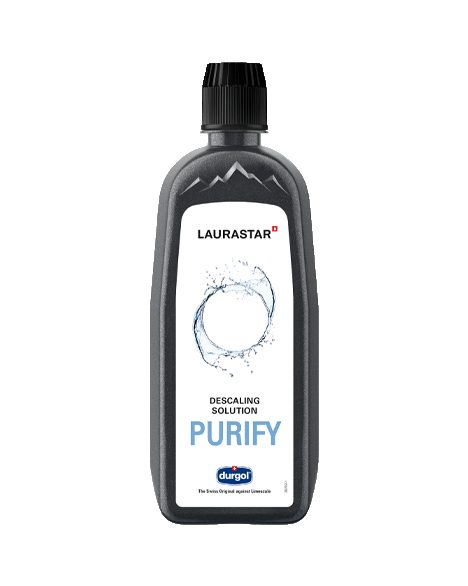 LAURASTAR
DESCALING
SOLUTION
PURIFY
durgol
The Swiss Original against Limescale